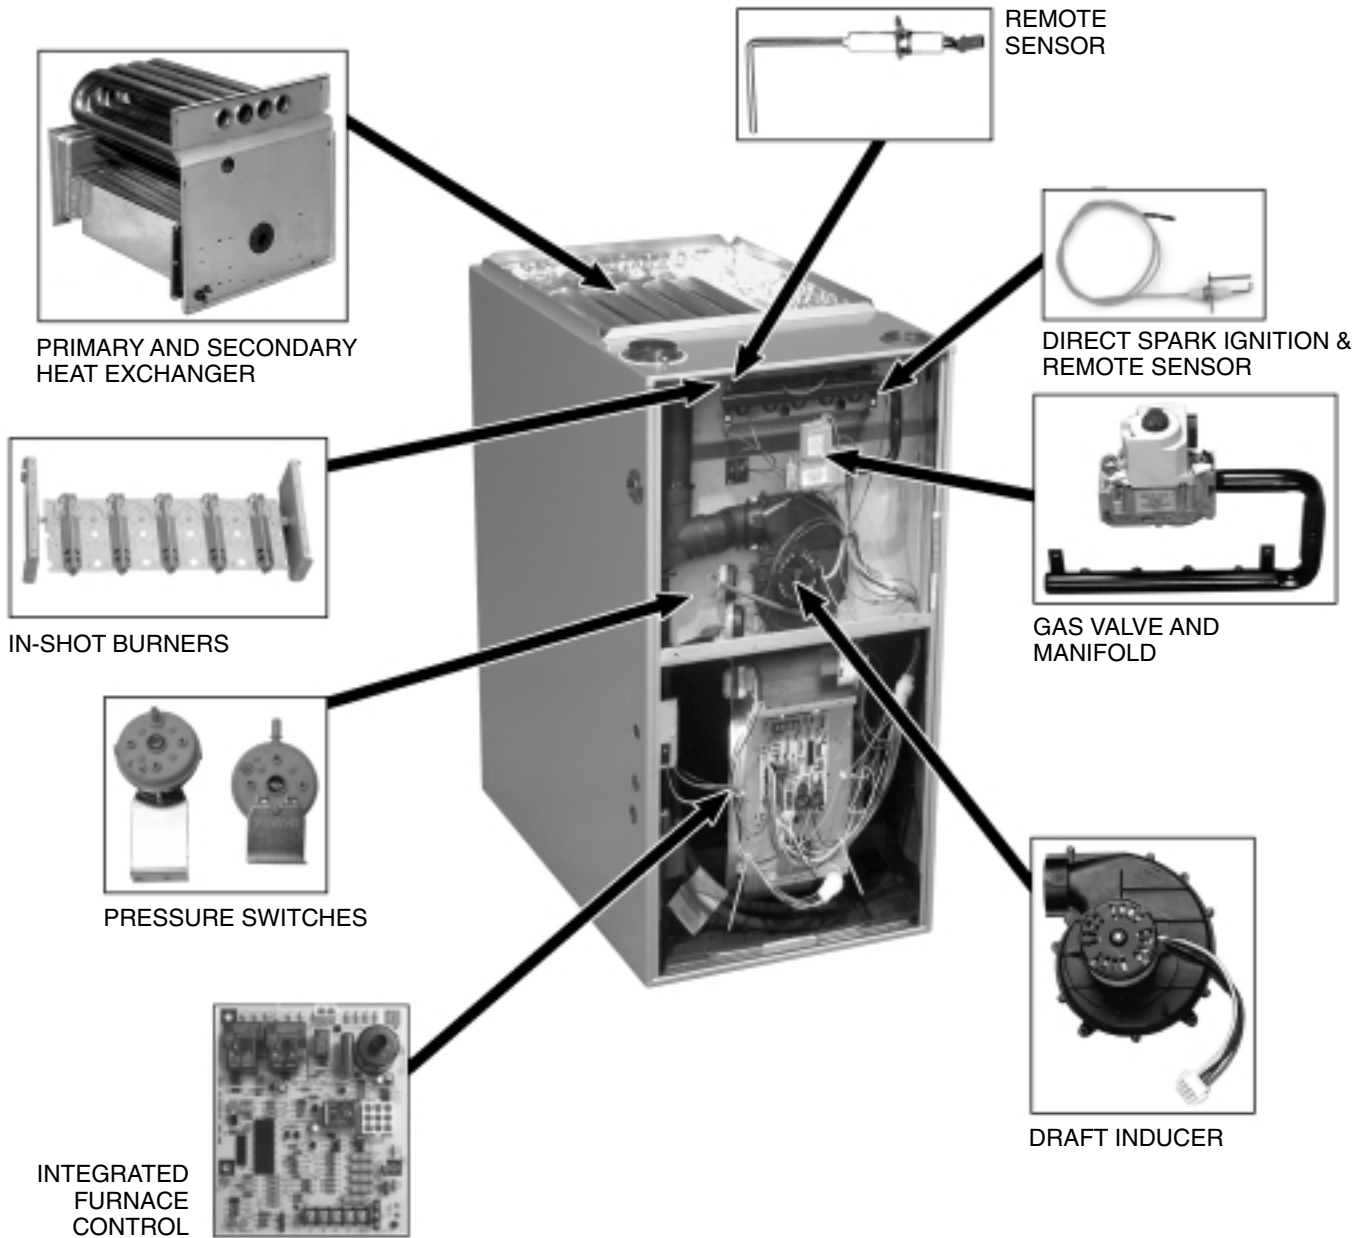 REMOTE
SENSOR
PRIMARY AND SECONDARY
HEAT EXCHANGER
DIRECT SPARK IGNITION &
REMOTE SENSOR
IN-SHOT BURNERS
GAS VALVE AND
MANIFOLD
PRESSURE SWITCHES
DRAFT INDUCER
INTEGRATED
FURNACE
CONTROL